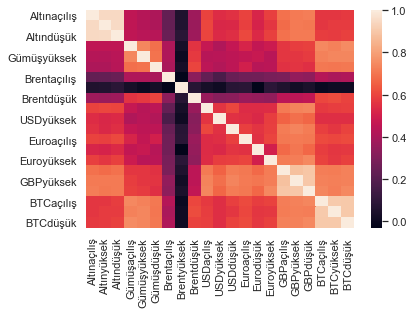 Altınaçılış
Altındüşük
Gümüşyüksek
Brentaçılış
Brentdüşük
USDyüksek
Euroaçılış
Euroyüksek
GBPyüksek
BTCaçılış
BTCdüşük
Altınaçılış
Altınyüksek
Altındüşük
Gümüşaçılış
Gümüşyüksek
Gümüşdüşük
Brentaçılış
Brentyüksek
Brentdüşük
USDaçılış
USDyüksek
USDdüşük
Euroaçılış
Eurodüşük
Euroyüksek
GBPaçılış
GBPyüksek
GBPdüşük
BTCaçılış
BTCyüksek
BTCdüşük
1.0
0.8
0.6
0.4
0.2
0.0